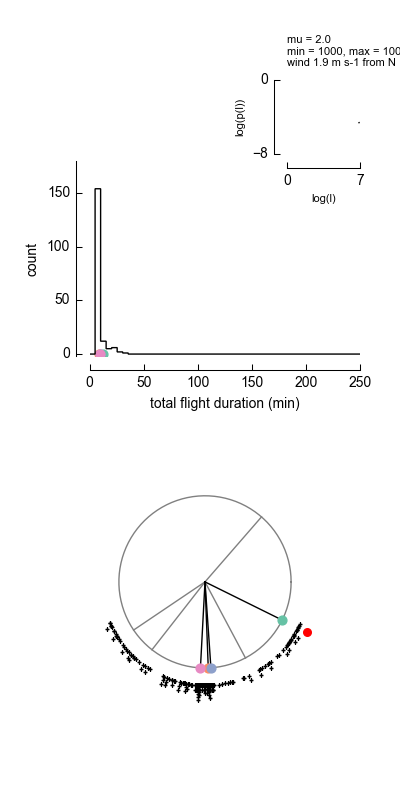 mu = 2.0
min = 1000, max = 100
wind 1.9 m s-1 from N
0
log(p(l))
−8
0
7
log(l)
150
100
50
0
count
0
50
100
150
200
250
total flight duration (min)